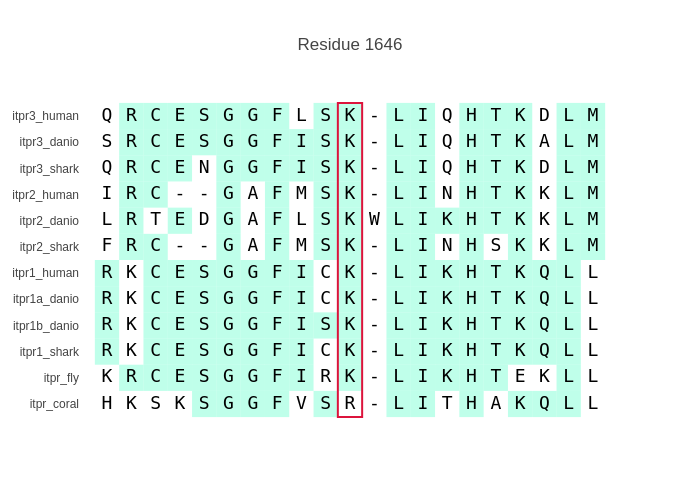 Residue 1646
itpr3_human Q R C E S G G F L S K - L I Q H T K D L M
itpr3_danio S R C E S G G F I S K - L I Q H T K A L M
itpr3_shark Q R C E N G G F I S K - L I Q H T K D L M
itpr2_human I R C - - G A F M S K - L I N H T K K L M
itpr2_danio L R T E D G A F L S K W L I K H T K K L M
itpr2_shark F R C - - G A F M S K - L I N H S K K L M
itpr1_human R K C E S G G F I C K - L I K H T K Q L L
itpr1a_danio R K C E S G G F I C K - L I K H T K Q L L
itpr1b_danio R K C E S G G F I S K - L I K H T K Q L L
itpr1_shark R K C E S G G F I C K - L I K H T K Q L L
itpr_fly K R C E S G G F I R K - L I K H T E K L L
itpr_coral H K S K S G G F V S R - L I T H A K Q L L